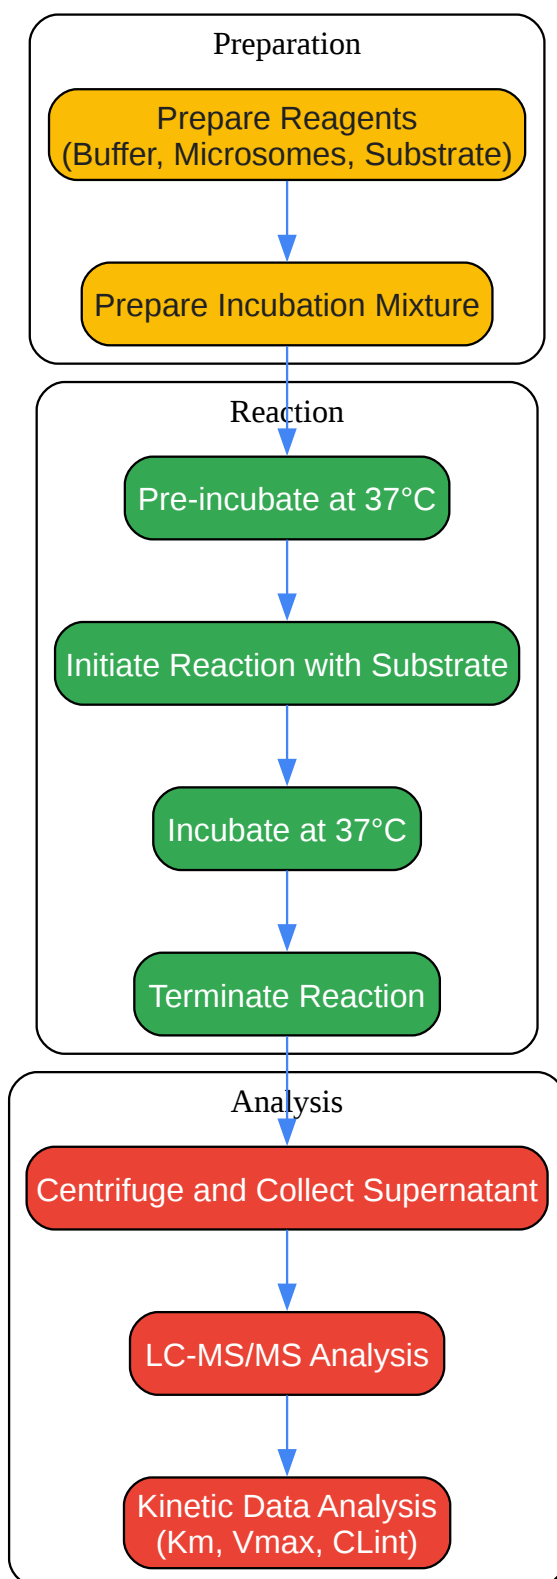 Preparation
Prepare Reagents
(Buffer, Microsomes, Substrate)
Prepare Incubation Mixture
Reaction
Pre-incubate at 37°C
Initiate Reaction with Substrate
Incubate at 37°C
Terminate Reaction
Analysis
Centrifuge and Collect Supernatant
LC-MS/MS Analysis
Kinetic Data Analysis
(Km, Vmax, CLint)